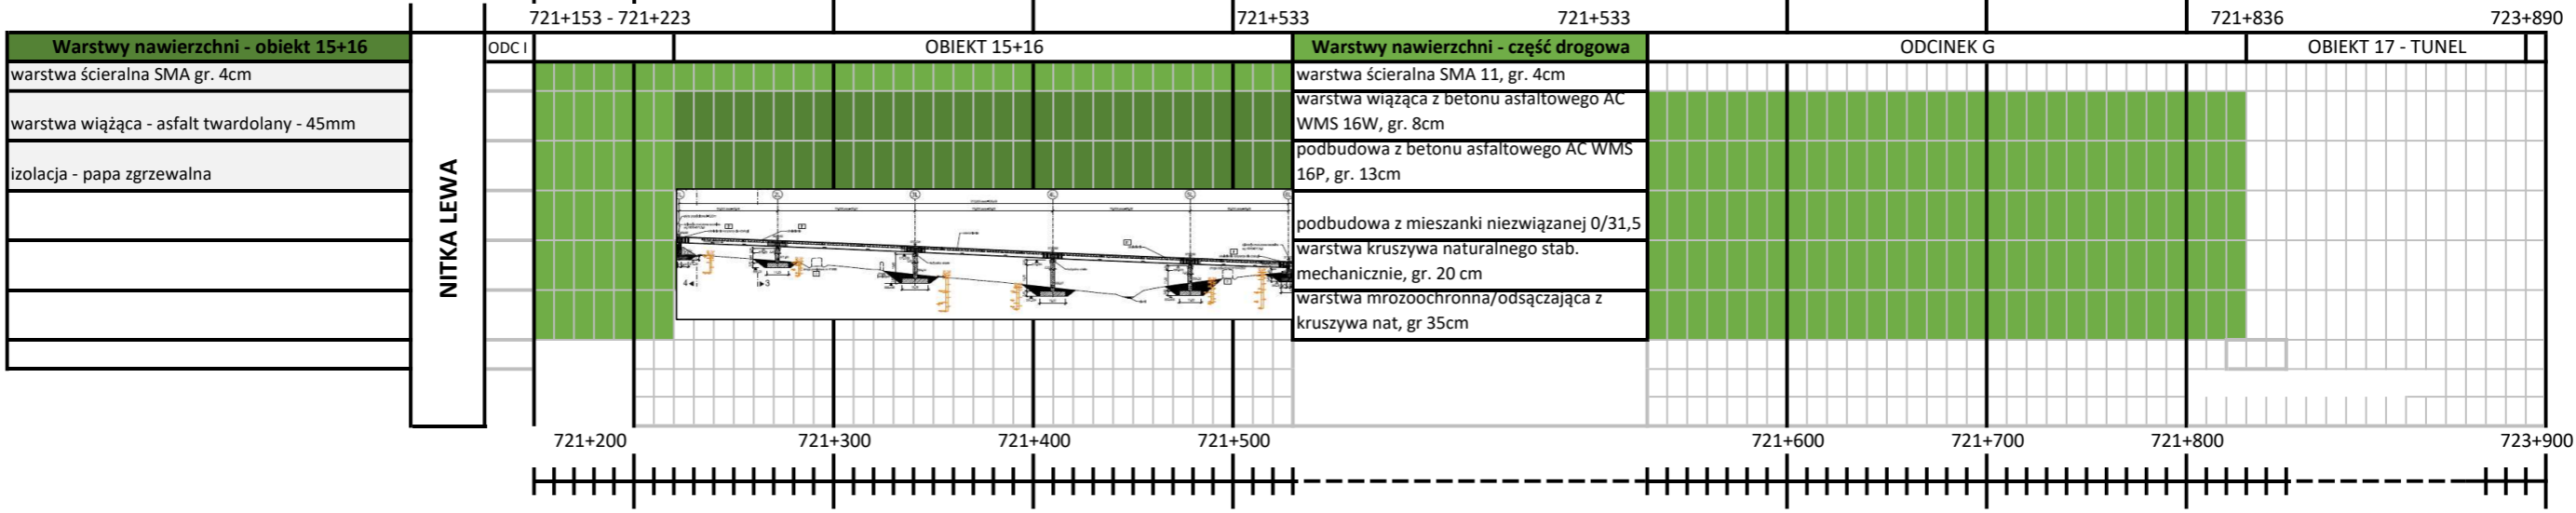 721+153 - 721+223
721+533
721+533
721+836
723+890
Warstwy nawierzchni - obiekt 15+16
ODC I
OBIEKT 15+16
Warstwy nawierzchni - część drogowa
ODCINEK G
OBIEKT 17 - TUNEL
warstwa ścieralna SMA gr. 4cm
warstwa wiążąca - asfalt twardolany - 45mm
izolacja - papa zgrzewalna
NITKA LEWA
warstwa ścieralna SMA 11, gr. 4cm
warstwa wiążąca z betonu asfaltowego AC
WMS 16W, gr. 8cm
podbudowa z betonu asfaltowego AC WMS
16P, gr. 13cm
podbudowa z mieszanki niezwiązanej 0/31,5
warstwa kruszywa naturalnego stab.
mechanicznie, gr. 20 cm
warstwa mrozoochronna/odsączająca z
kruszywa nat, gr 35cm
721+200
721+300
721+400
721+500
721+600
721+700
721+800
723+900